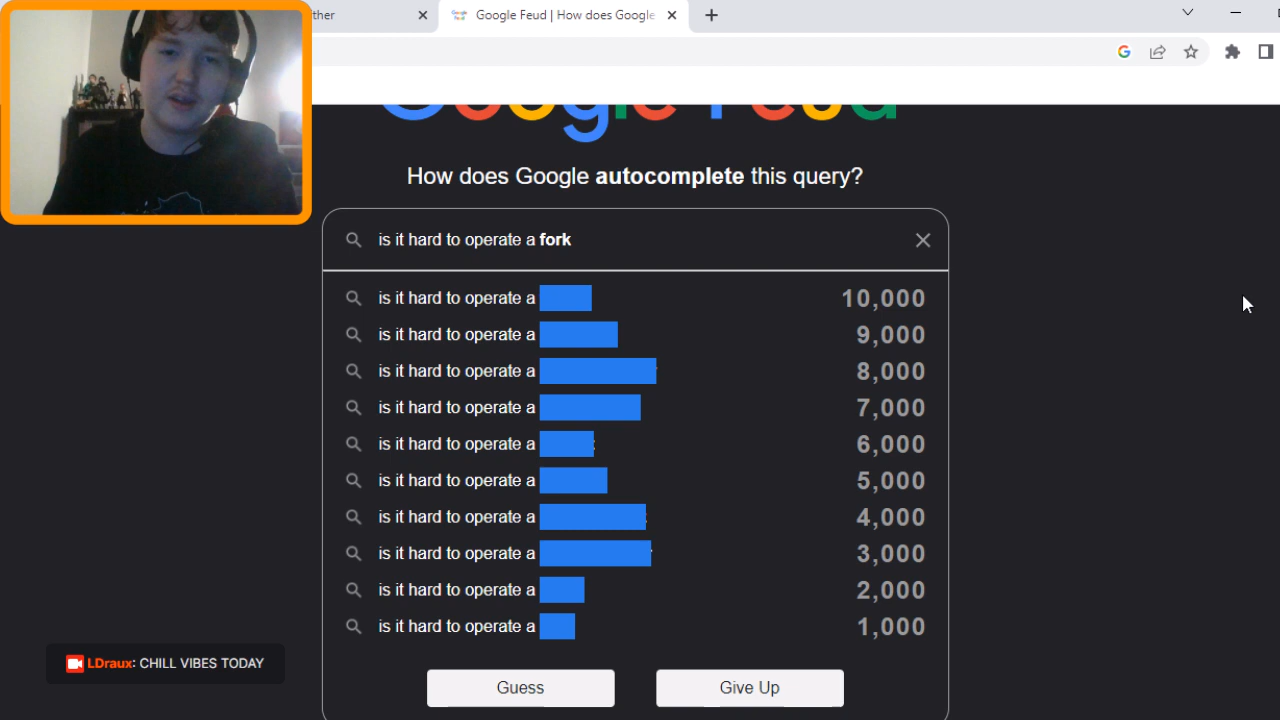 ther
Google Feud | How does Google
Google Feud
How does Google autocomplete this query?
is it hard to operate a fork
is it hard to operate a 10,000
is it hard to operate a 9,000
is it hard to operate a 8,000
is it hard to operate a 7,000
is it hard to operate a 6,000
is it hard to operate a 5,000
is it hard to operate a 4,000
is it hard to operate a 3,000
is it hard to operate a 2,000
is it hard to operate a 1,000
LDraux: CHILL VIBES TODAY
Guess
Give Up